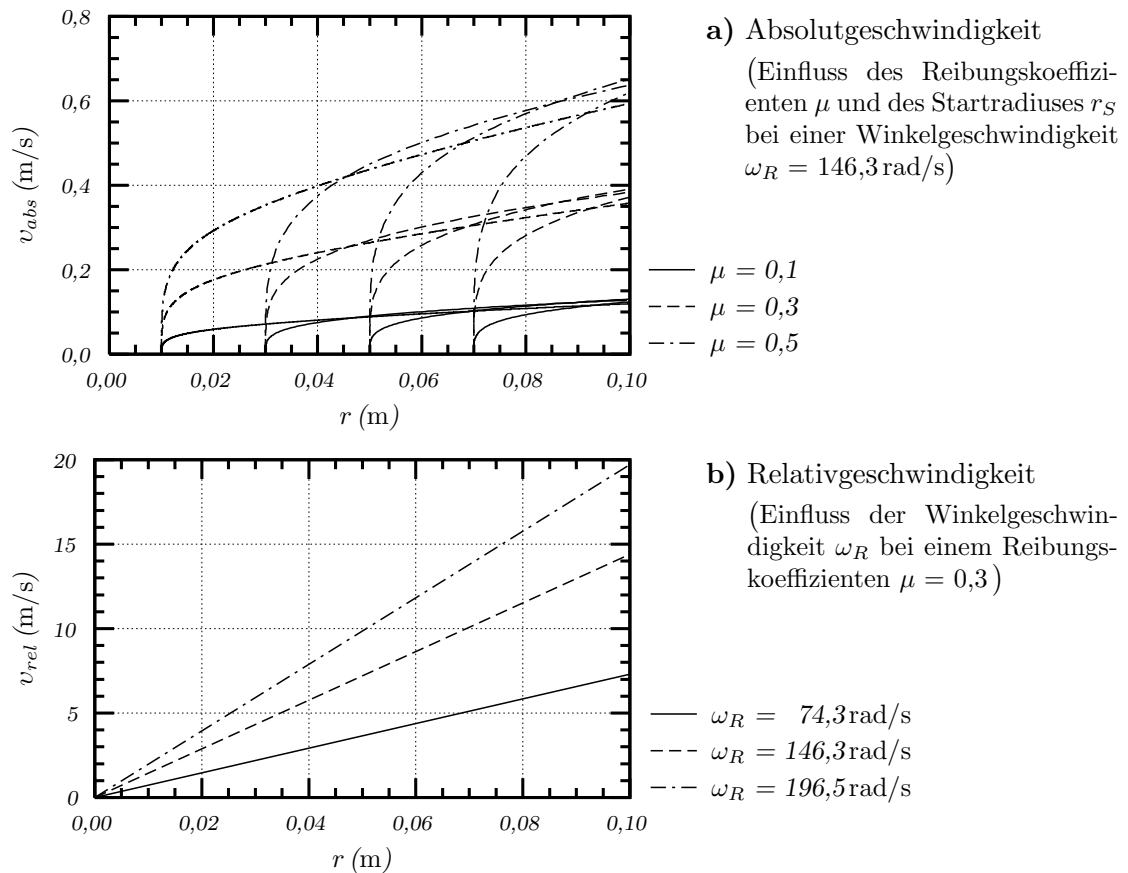 0,8
0,6
0,4
0,2
0,0
v_abs (m/s)
0,00 0,02 0,04 0,06 0,08 0,10
r (m)
a) Absolutgeschwindigkeit
(Einfluss des Reibungskoeffizi-
enten μ und des Startradiuses r_S
bei einer Winkelgeschwindigkeit
ω_R = 146,3 rad/s)
μ = 0,1
μ = 0,3
μ = 0,5
20
15
10
5
0
v_rel (m/s)
0,00 0,02 0,04 0,06 0,08 0,10
r (m)
b) Relativgeschwindigkeit
(Einfluss der Winkelgeschwin-
digkeit ω_R bei einem Reibungs-
koeffizienten μ = 0,3)
ω_R = 74,3 rad/s
ω_R = 146,3 rad/s
ω_R = 196,5 rad/s